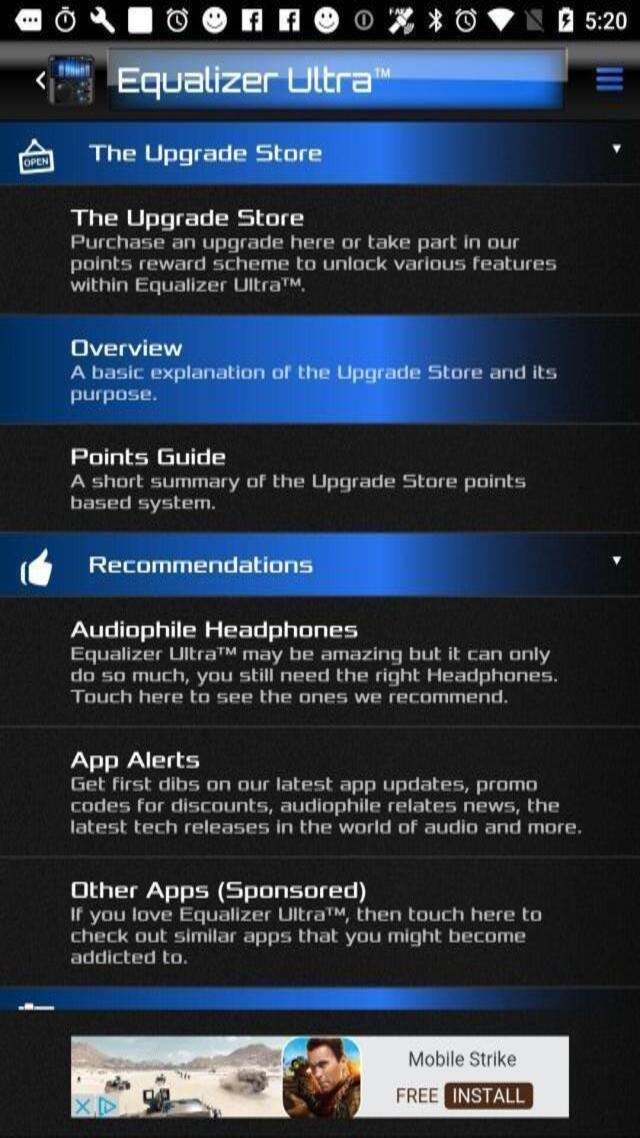 5:20
Equalizer Ultra™
OPEN
The Upgrade Store
The Upgrade Store
Purchase an upgrade here or take part in our
points reward scheme to unlock various features
within Equalizer Ultra™.
Overview
A basic explanation of the Upgrade Store and its
purpose.
Points Guide
A short summary of the Upgrade Store points
based system.
Recommendations
Audiophile Headphones
Equalizer Ultra™ may be amazing but it can only
do so much, you still need the right Headphones.
Touch here to see the ones we recommend.
App Alerts
Get first dibs on our latest app updates, promo
codes for discounts, audiophile relates news, the
latest tech releases in the world of audio and more.
Other Apps (Sponsored)
If you love Equalizer Ultra™, then touch here to
check out similar apps that you might become
addicted to.
Mobile Strike
FREE INSTALL